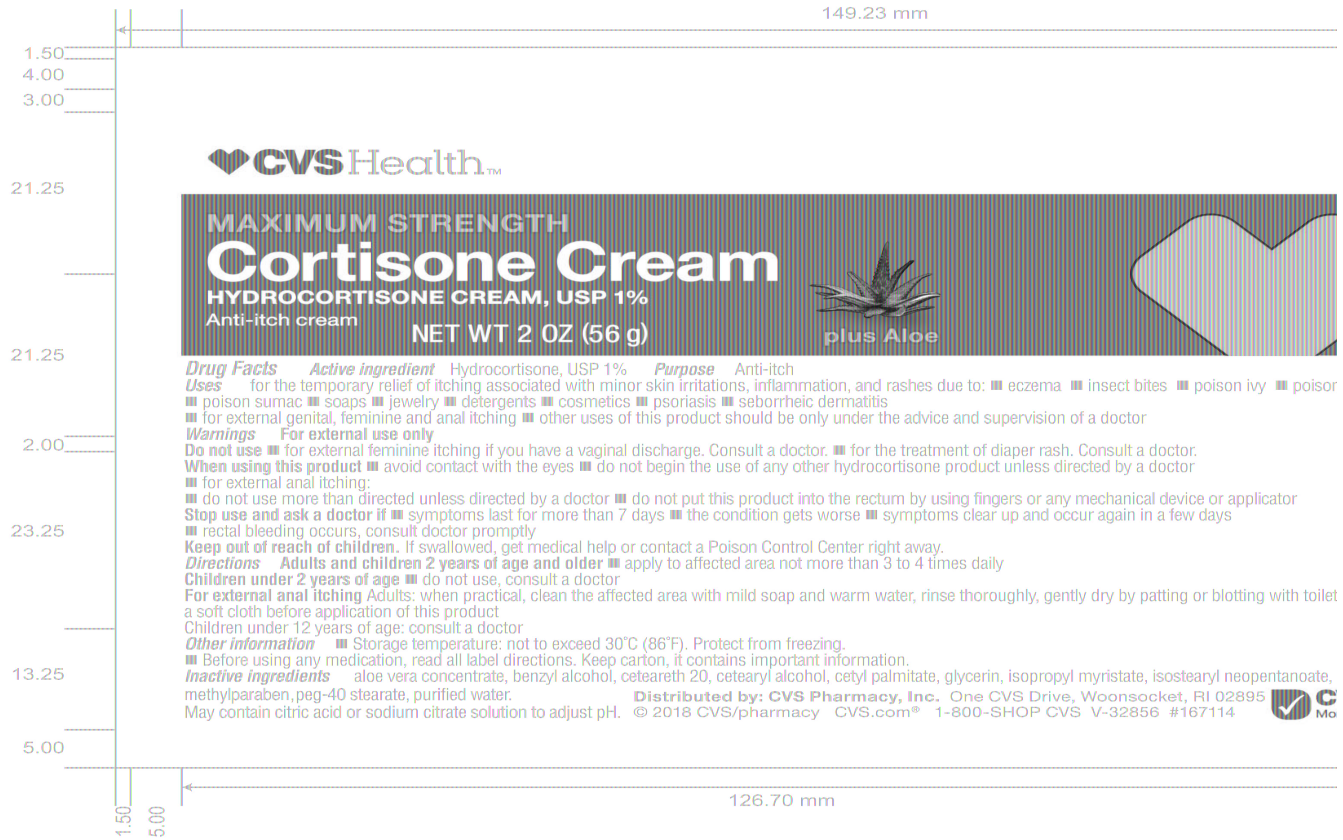 149.23 mm
1.50
4.00
3.00
CVS Health™
21.25
MAXIMUM STRENGTH
Cortisone Cream
HYDROCORTISONE CREAM, USP 1%
Anti-itch cream
NET WT 2 OZ (56 g)
plus Aloe
21.25
Drug Facts Active ingredient Hydrocortisone, USP 1% Purpose Anti-itch
Uses for the temporary relief of itching associated with minor skin irritations, inflammation, and rashes due to: ■ eczema ■ insect bites ■ poison ivy ■ poison
■ poison sumac ■ soaps ■ jewelry ■ detergents ■ cosmetics ■ psoriasis ■ seborrheic dermatitis
■ for external genital, feminine and anal itching ■ other uses of this product should be only under the advice and supervision of a doctor
Warnings For external use only
2.00
Do not use ■ for external feminine itching if you have a vaginal discharge. Consult a doctor. ■ for the treatment of diaper rash. Consult a doctor.
When using this product ■ avoid contact with the eyes ■ do not begin the use of any other hydrocortisone product unless directed by a doctor
■ for external anal itching:
■ do not use more than directed unless directed by a doctor ■ do not put this product into the rectum by using fingers or any mechanical device or applicator
Stop use and ask a doctor if ■ symptoms last for more than 7 days ■ the condition gets worse ■ symptoms clear up and occur again in a few days
23.25
■ rectal bleeding occurs, consult doctor promptly
Keep out of reach of children. If swallowed, get medical help or contact a Poison Control Center right away.
Directions Adults and children 2 years of age and older ■ apply to affected area not more than 3 to 4 times daily
Children under 2 years of age ■ do not use, consult a doctor
For external anal itching Adults: when practical, clean the affected area with mild soap and warm water, rinse thoroughly, gently dry by patting or blotting with toilet
a soft cloth before application of this product
Children under 12 years of age: consult a doctor
Other information ■ Storage temperature: not to exceed 30°C (86°F). Protect from freezing.
■ Before using any medication, read all label directions. Keep carton, it contains important information.
13.25
Inactive ingredients aloe vera concentrate, benzyl alcohol, ceteareth 20, cetearyl alcohol, cetyl palmitate, glycerin, isopropyl myristate, isostearyl neopentanoate,
methylparaben, peg-40 stearate, purified water. Distributed by: CVS Pharmacy, Inc. One CVS Drive, Woonsocket, RI 02895
May contain citric acid or sodium citrate solution to adjust pH. © 2018 CVS/pharmacy CVS.com® 1-800-SHOP CVS V-32856 #167114
5.00
126.70 mm
1.50
5.00